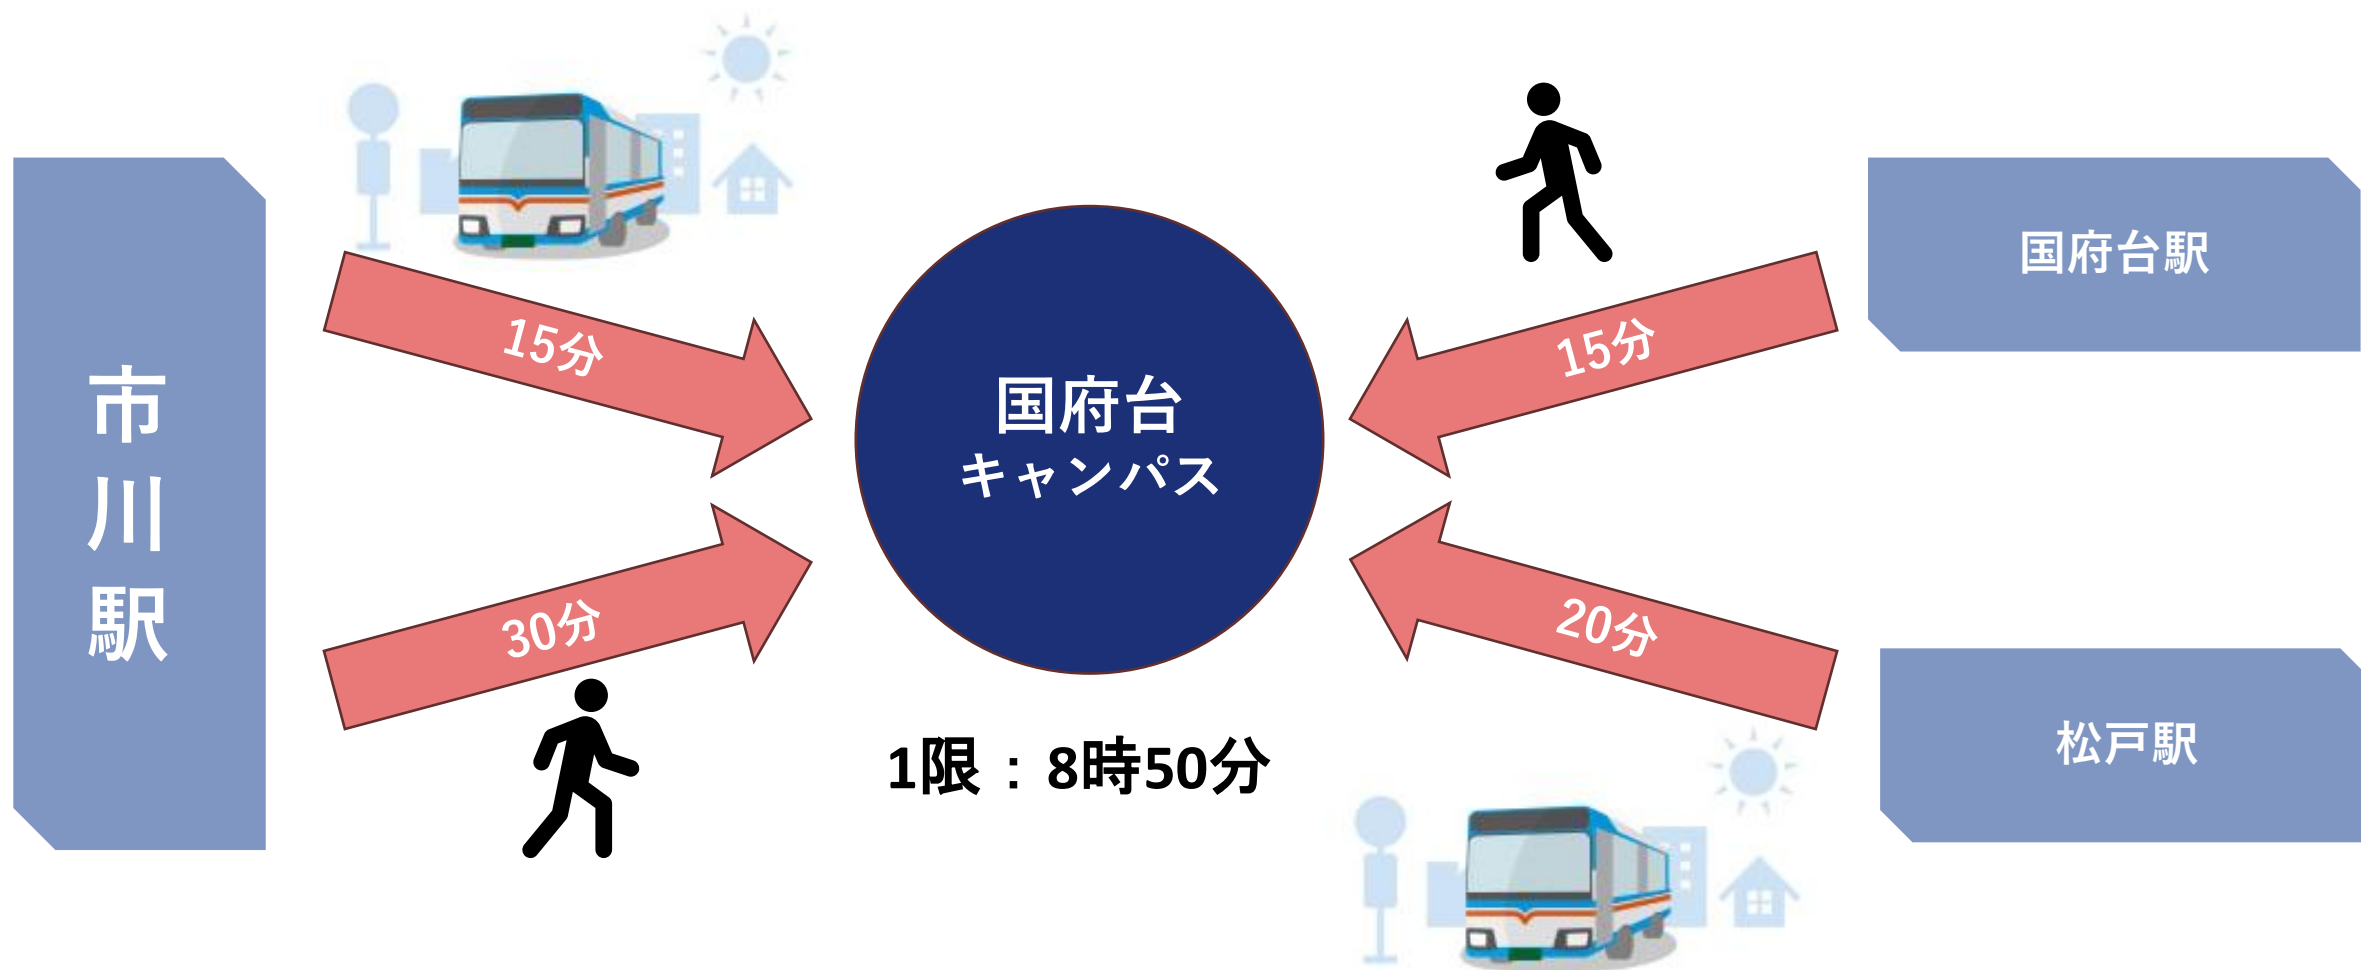 市川駅
15分
30分
国府台
キャンパス
1限：8時50分
15分
20分
国府台駅
松戸駅